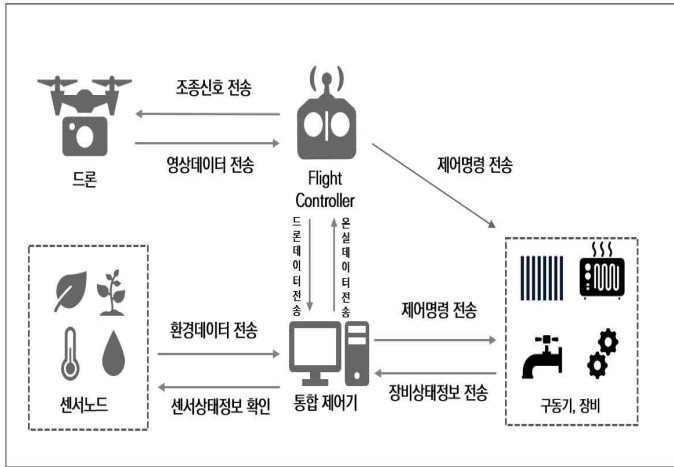 조종신호 전송
영상데이터 전송
드론
Flight
Controller
제어명령 전송
드론데이터전송
온실데이터전송
환경데이터 전송
제어명령 전송
센서노드
센서상태정보 확인
통합 제어기
장비상태정보 전송
구동기, 장비